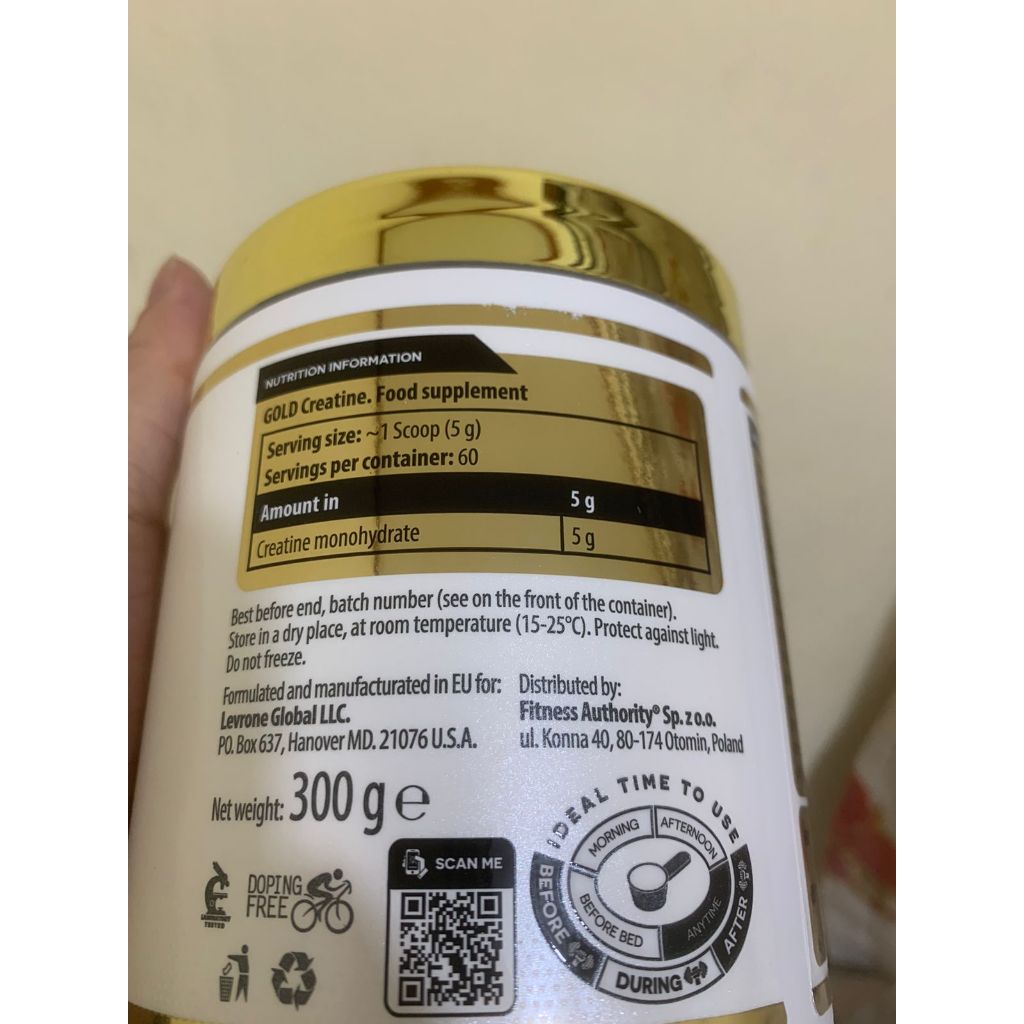 NUTRITION INFORMATION
GOLD Creatine. Food supplement
Serving size: ~1 Scoop (5 g)
Servings per container: 60
Amount in 5 g
Creatine monohydrate 5 g
Best before end, batch number (see on the front of the container).
Store in a dry place, at room temperature (15-25°C). Protect against light.
Do not freeze.
Formulated and manufacturated in EU for:
Levrone Global LLC.
PO. Box 637, Hanover MD. 21076 U.S.A.
Distributed by:
Fitness Authority® Sp. z o.o.
ul. Konna 40, 80-174 Otomin, Poland
Net weight: 300 g ℮
LABORATORY
TESTED
DOPING
FREE
SCAN ME
IDEAL TIME TO USE
MORNING
AFTERNOON
BEFORE BED
ANYTIME
BEFORE
DURING
AFTER